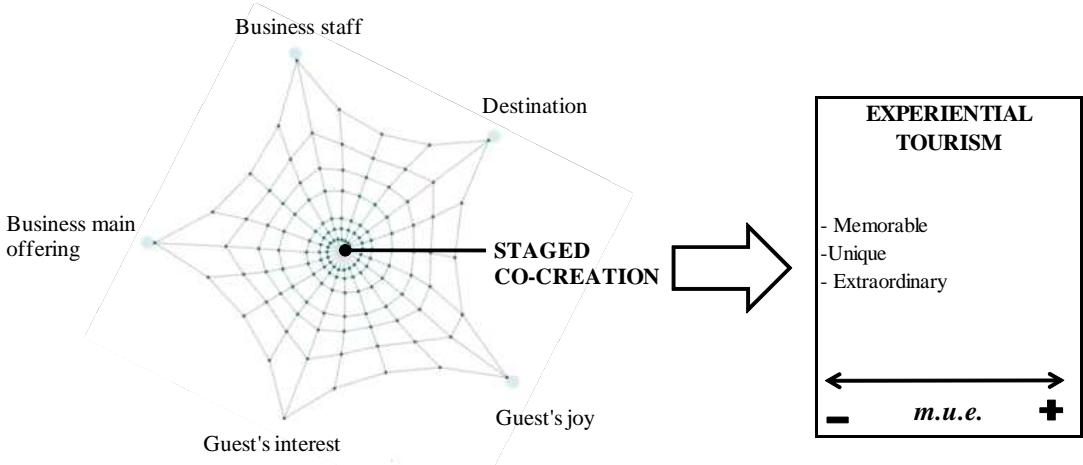 Business staff
Destination
Business main
offering
STAGED
CO-CREATION
Guest's joy
Guest's interest
EXPERIENTIAL
TOURISM
- Memorable
-Unique
- Extraordinary
m.u.e.